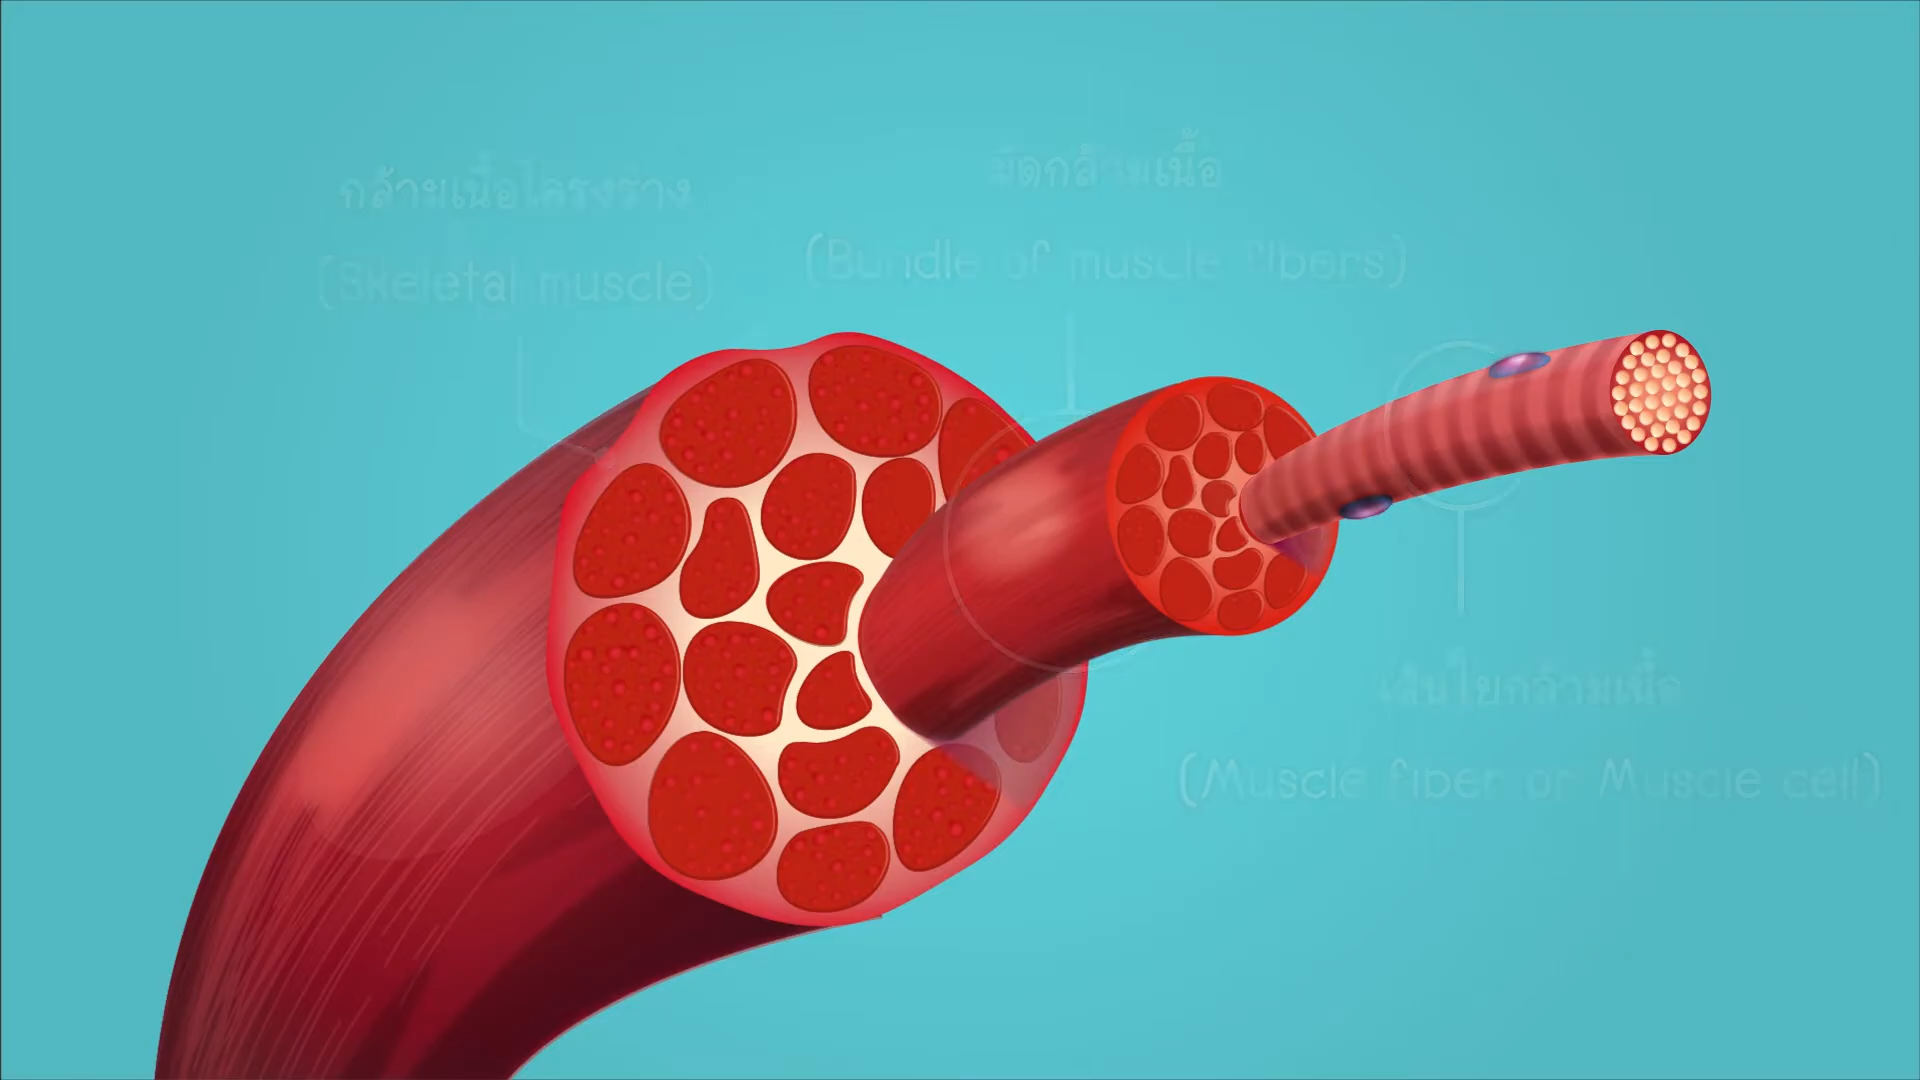 กล้ามเนื้อโครงร่าง
(Skeletal muscle)
มัดกล้ามเนื้อ
(Bundle of muscle fibers)
เส้นใยกล้ามเนื้อ
(Muscle fiber or Muscle cell)